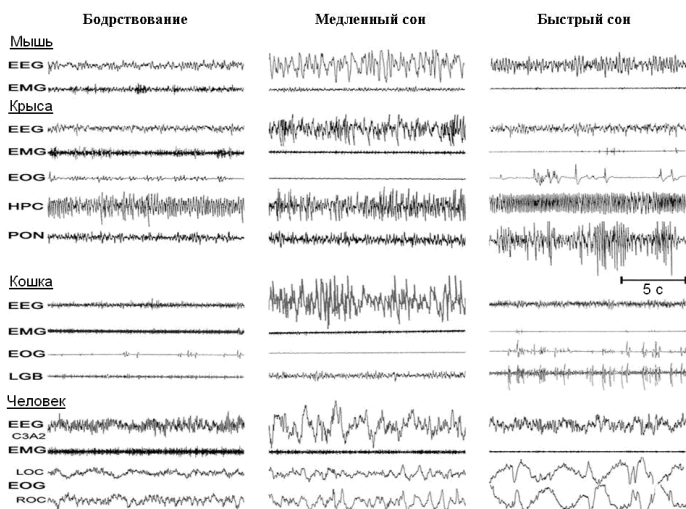 Бодрствование Медленный сон Быстрый сон
Мышь
EEG
EMG
Крыса
EEG
EMG
EOG
HPC
PON
5 с
Кошка
EEG
EMG
EOG
LGB
Человек
EEG
C3A2
EMG
LOC
EOG
ROC